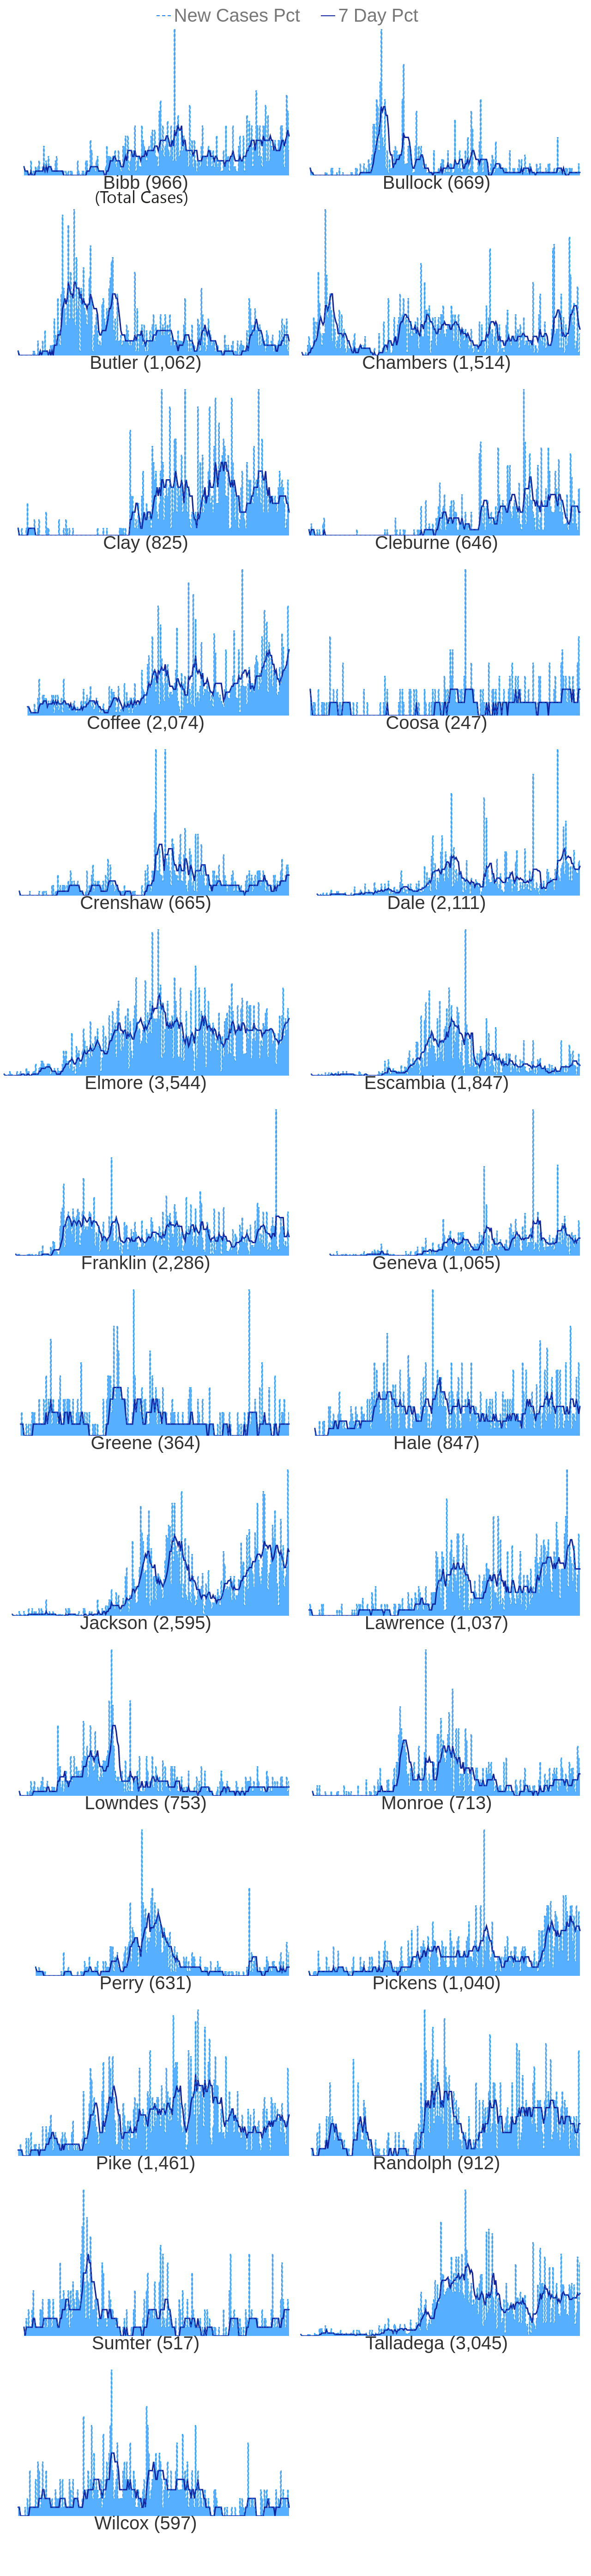 New Cases Pct 7 Day Pct
Bibb (966) Bullock (669)
(Total Cases)
Butler (1,062) Chambers (1,514)
Clay (825) Cleburne (646)
Coffee (2,074) Coosa (247)
Crenshaw (665) Dale (2,111)
Elmore (3,544) Escambia (1,847)
Franklin (2,286) Geneva (1,065)
Greene (364) Hale (847)
Jackson (2,595) Lawrence (1,037)
Lowndes (753) Monroe (713)
Perry (631) Pickens (1,040)
Pike (1,461) Randolph (912)
Sumter (517) Talladega (3,045)
Wilcox (597)